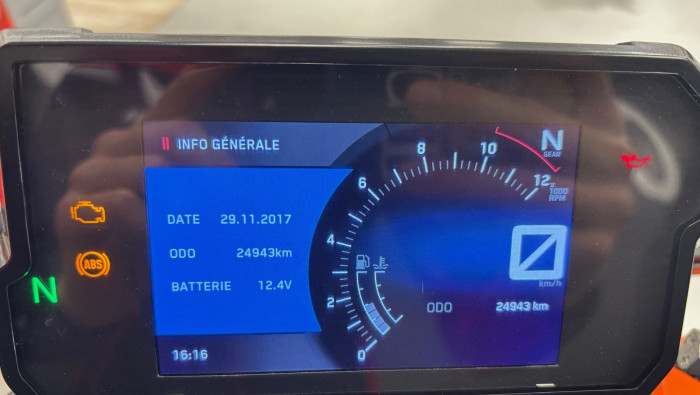 INFO GÉNÉRALE
DATE 29.11.2017
ODO 24943km
BATTERIE 12.4V
16:16
0
2
4
6
8
10
12
x
1000
RPM
N
GEAR
0
km/h
ODO 24943 km
ABS
N